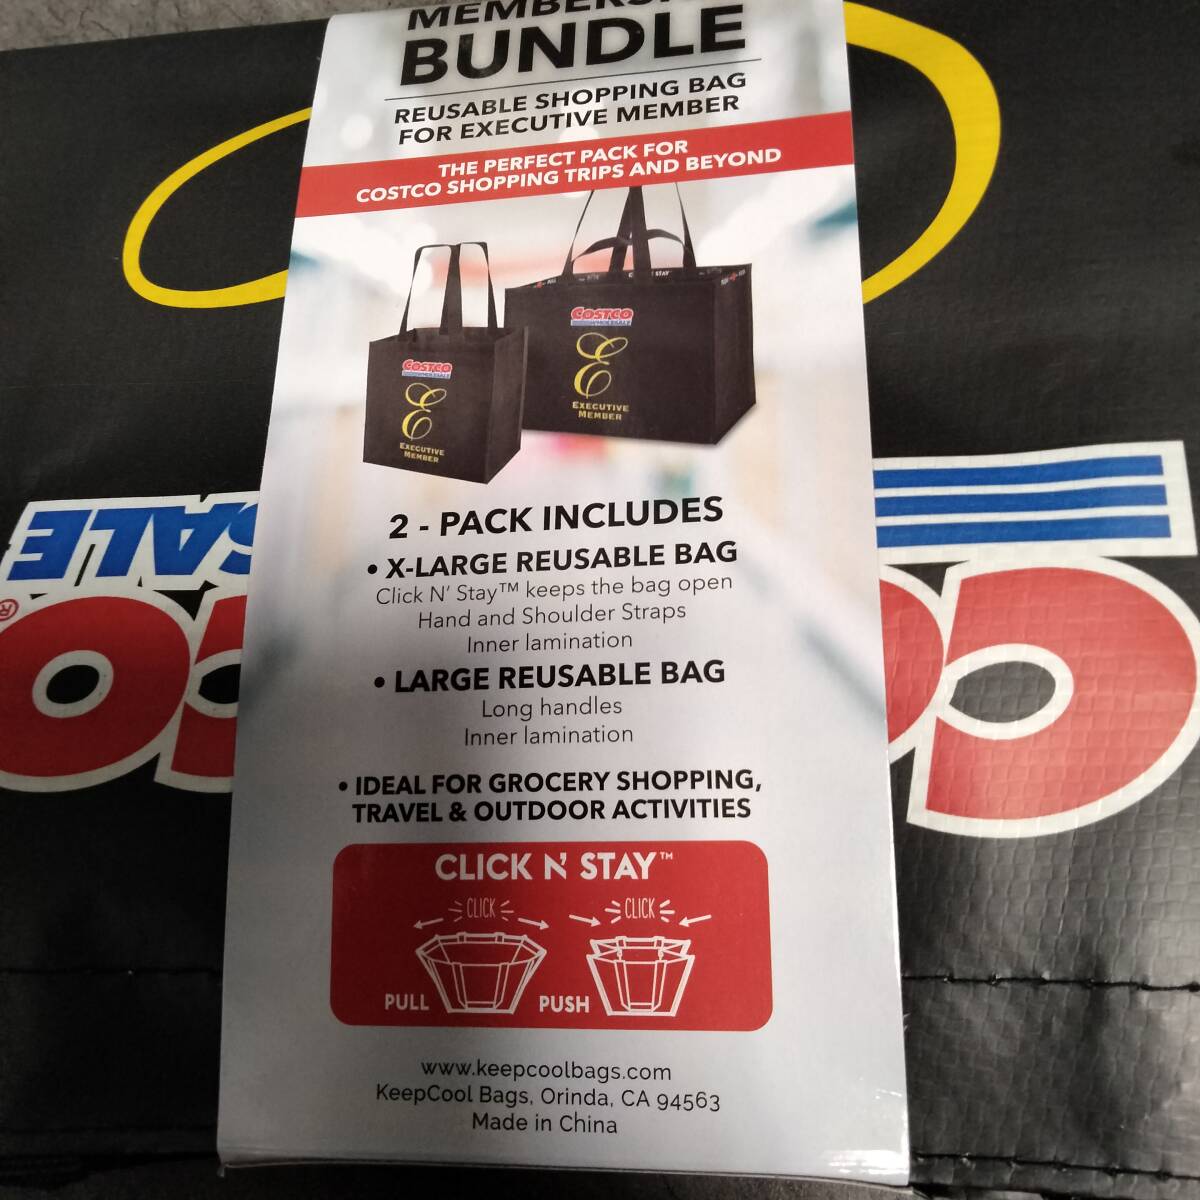 BUNDLE
REUSABLE SHOPPING BAG
FOR EXECUTIVE MEMBER
THE PERFECT PACK FOR
COSTCO SHOPPING TRIPS AND BEYOND
COSTCO
WHOLESALE
E
EXECUTIVE
MEMBER
COSTCO
WHOLESALE
E
EXECUTIVE
MEMBER
2 - PACK INCLUDES
• X-LARGE REUSABLE BAG
Click N' Stay™ keeps the bag open
Hand and Shoulder Straps
Inner lamination
• LARGE REUSABLE BAG
Long handles
Inner lamination
• IDEAL FOR GROCERY SHOPPING,
TRAVEL & OUTDOOR ACTIVITIES
CLICK N' STAY™
CLICK CLICK
PULL PUSH
www.keepcoolbags.com
KeepCool Bags, Orinda, CA 94563
Made in China